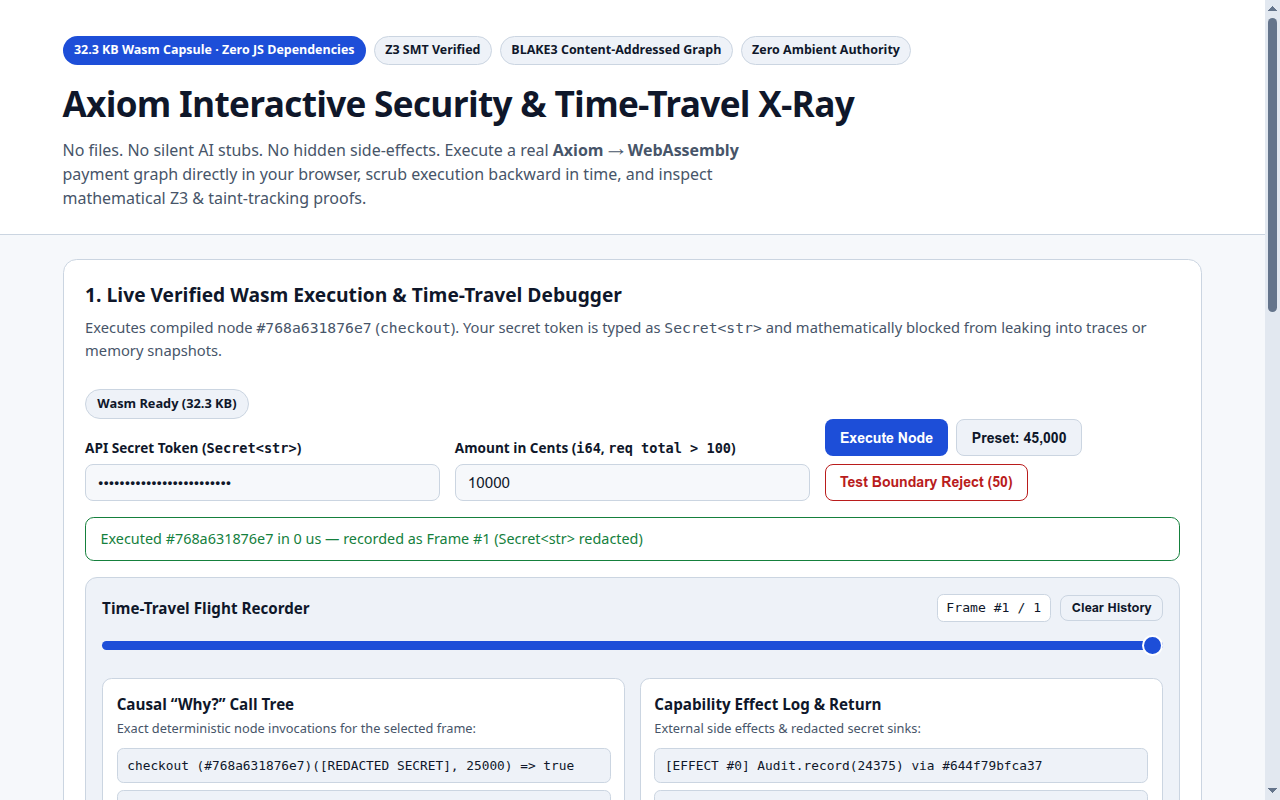 32.3 KB Wasm Capsule · Zero JS Dependencies
Z3 SMT Verified
BLAKE3 Content-Addressed Graph
Zero Ambient Authority
Axiom Interactive Security & Time-Travel X-Ray
No files. No silent AI stubs. No hidden side-effects. Execute a real Axiom → WebAssembly
payment graph directly in your browser, scrub execution backward in time, and inspect
mathematical Z3 & taint-tracking proofs.
1. Live Verified Wasm Execution & Time-Travel Debugger
Executes compiled node #768a631876e7 (checkout). Your secret token is typed as Secret<str> and mathematically blocked from leaking into traces or
memory snapshots.
Wasm Ready (32.3 KB)
API Secret Token (Secret<str>)
•••••••••••••••••••••••••
Amount in Cents (i64, req total > 100)
10000
Execute Node
Preset: 45,000
Test Boundary Reject (50)
Executed #768a631876e7 in 0 us — recorded as Frame #1 (Secret<str> redacted)
Time-Travel Flight Recorder
Frame #1 / 1
Clear History
Causal “Why?” Call Tree
Exact deterministic node invocations for the selected frame:
checkout (#768a631876e7)([REDACTED SECRET], 25000) => true
Capability Effect Log & Return
External side effects & redacted secret sinks:
[EFFECT #0] Audit.record(24375) via #644f79bfca37